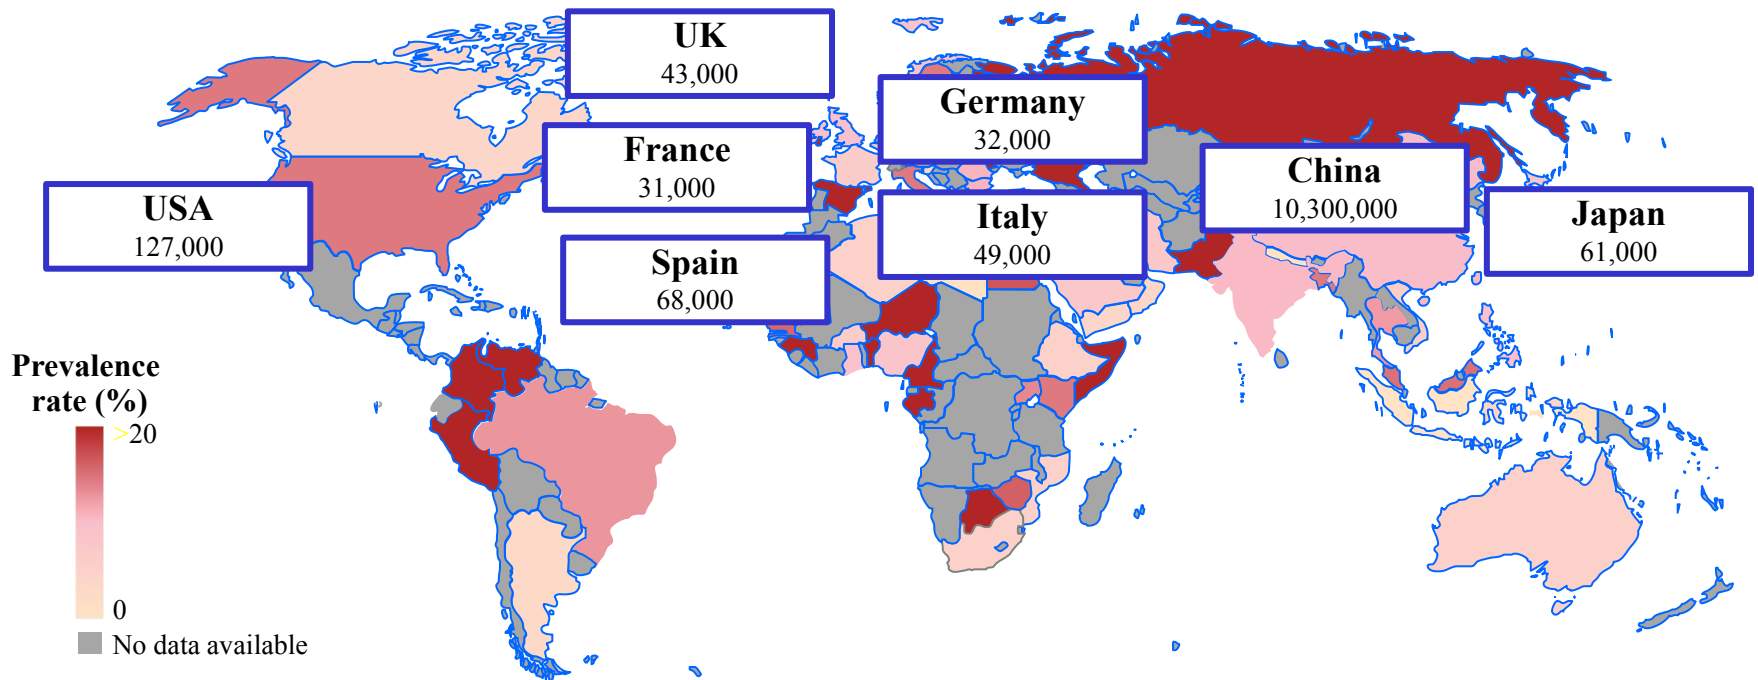 UK
43,000
Germany
32,000
France
31,000
China
10,300,000
USA
127,000
Japan
61,000
Italy
49,000
Spain
68,000
Prevalence
rate (%)
>20
0
No data available